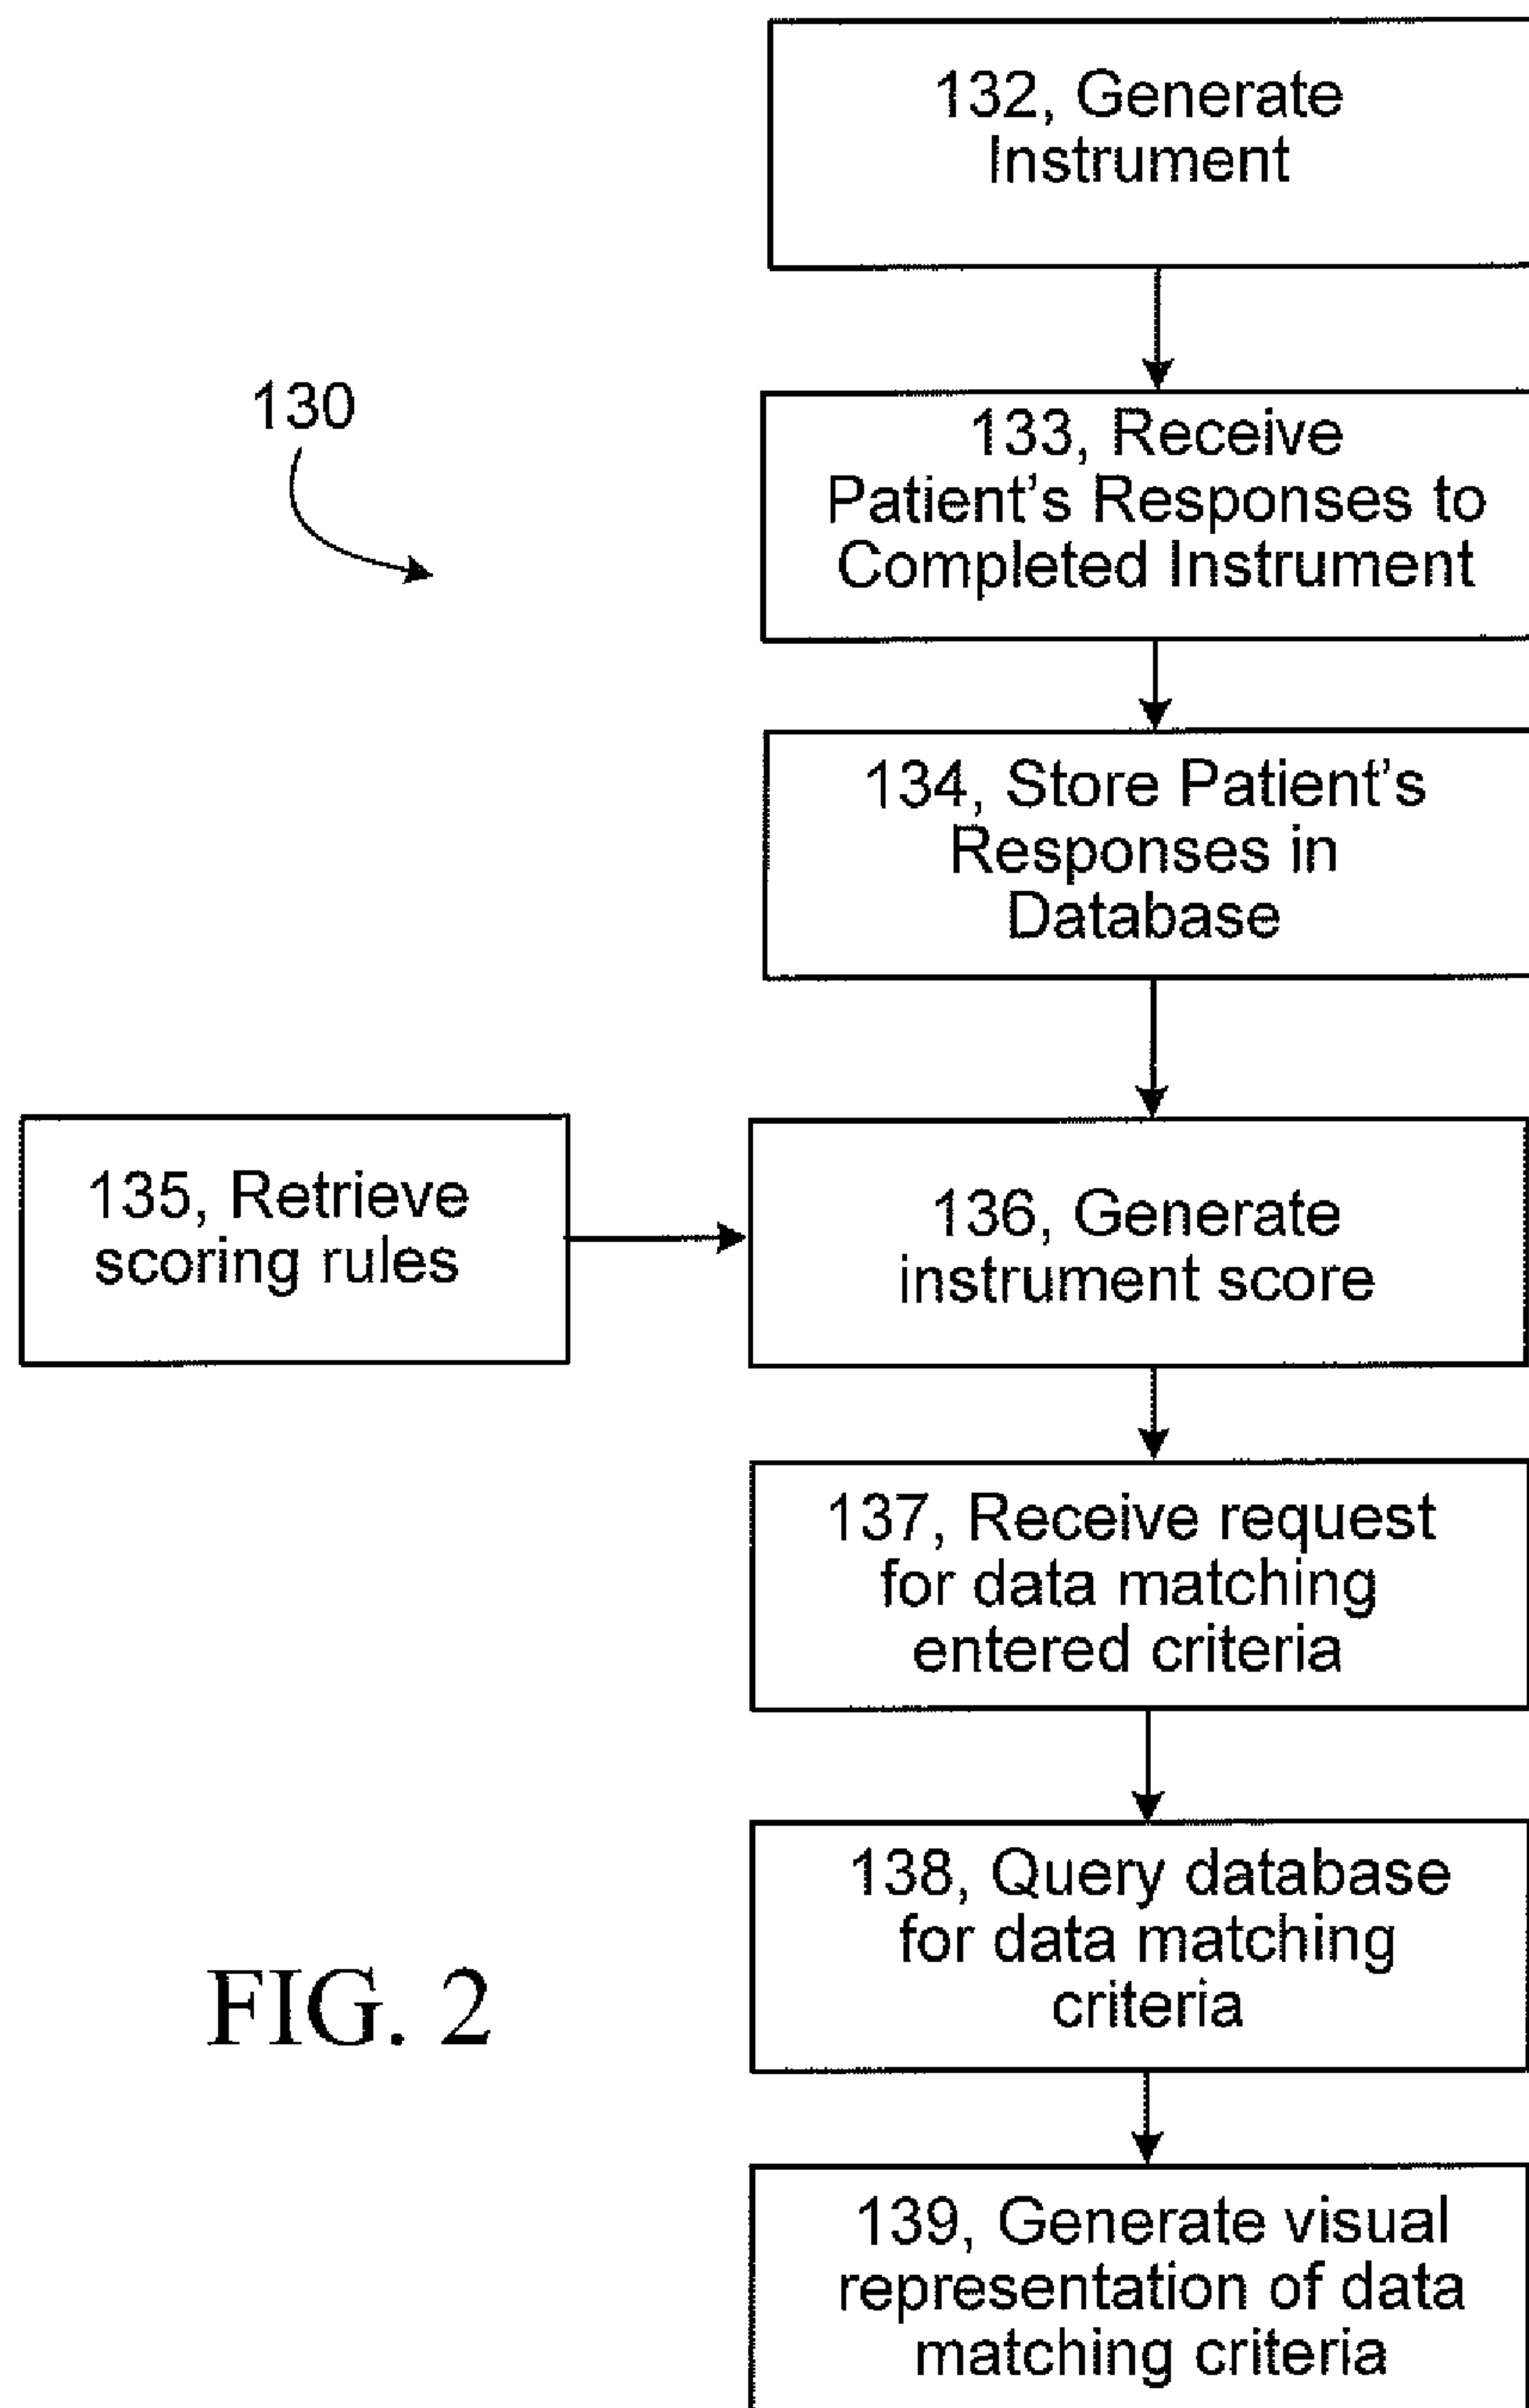 132, Generate
Instrument
130
133, Receive
Patient's Responses to
Completed Instrument
134, Store Patient's
Responses in
Database
135, Retrieve
scoring rules
136, Generate
instrument score
137, Receive request
for data matching
entered criteria
138, Query database
for data matching
criteria
FIG. 2
139, Generate visual
representation of data
matching criteria